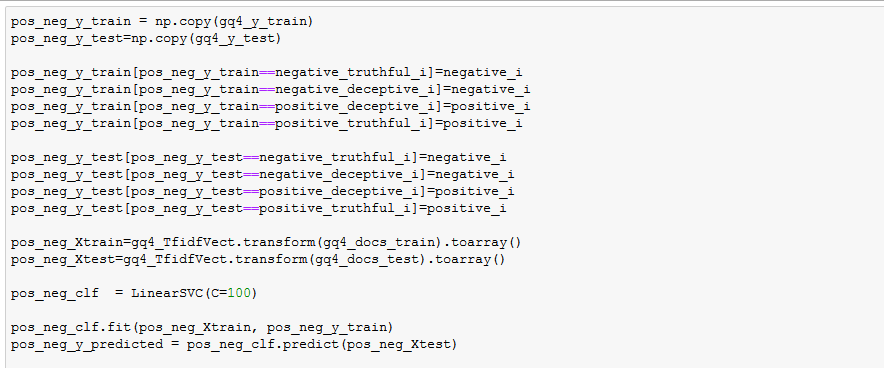 pos_neg_y_train = np.copy(gq4_y_train)
pos_neg_y_test=np.copy(gq4_y_test)
pos_neg_y_train[pos_neg_y_train==negative_truthful_i]=negative_i
pos_neg_y_train[pos_neg_y_train==negative_deceptive_i]=negative_i
pos_neg_y_train[pos_neg_y_train==positive_deceptive_i]=positive_i
pos_neg_y_train[pos_neg_y_train==positive_truthful_i]=positive_i
pos_neg_y_test[pos_neg_y_test==negative_truthful_i]=negative_i
pos_neg_y_test[pos_neg_y_test==negative_deceptive_i]=negative_i
pos_neg_y_test[pos_neg_y_test==positive_deceptive_i]=positive_i
pos_neg_y_test[pos_neg_y_test==positive_truthful_i]=positive_i
pos_neg_Xtrain=gq4_TfidfVect.transform(gq4_docs_train).toarray()
pos_neg_Xtest=gq4_TfidfVect.transform(gq4_docs_test).toarray()
pos_neg_clf  = LinearSVC(C=100)
pos_neg_clf.fit(pos_neg_Xtrain, pos_neg_y_train)
pos_neg_y_predicted = pos_neg_clf.predict(pos_neg_Xtest)